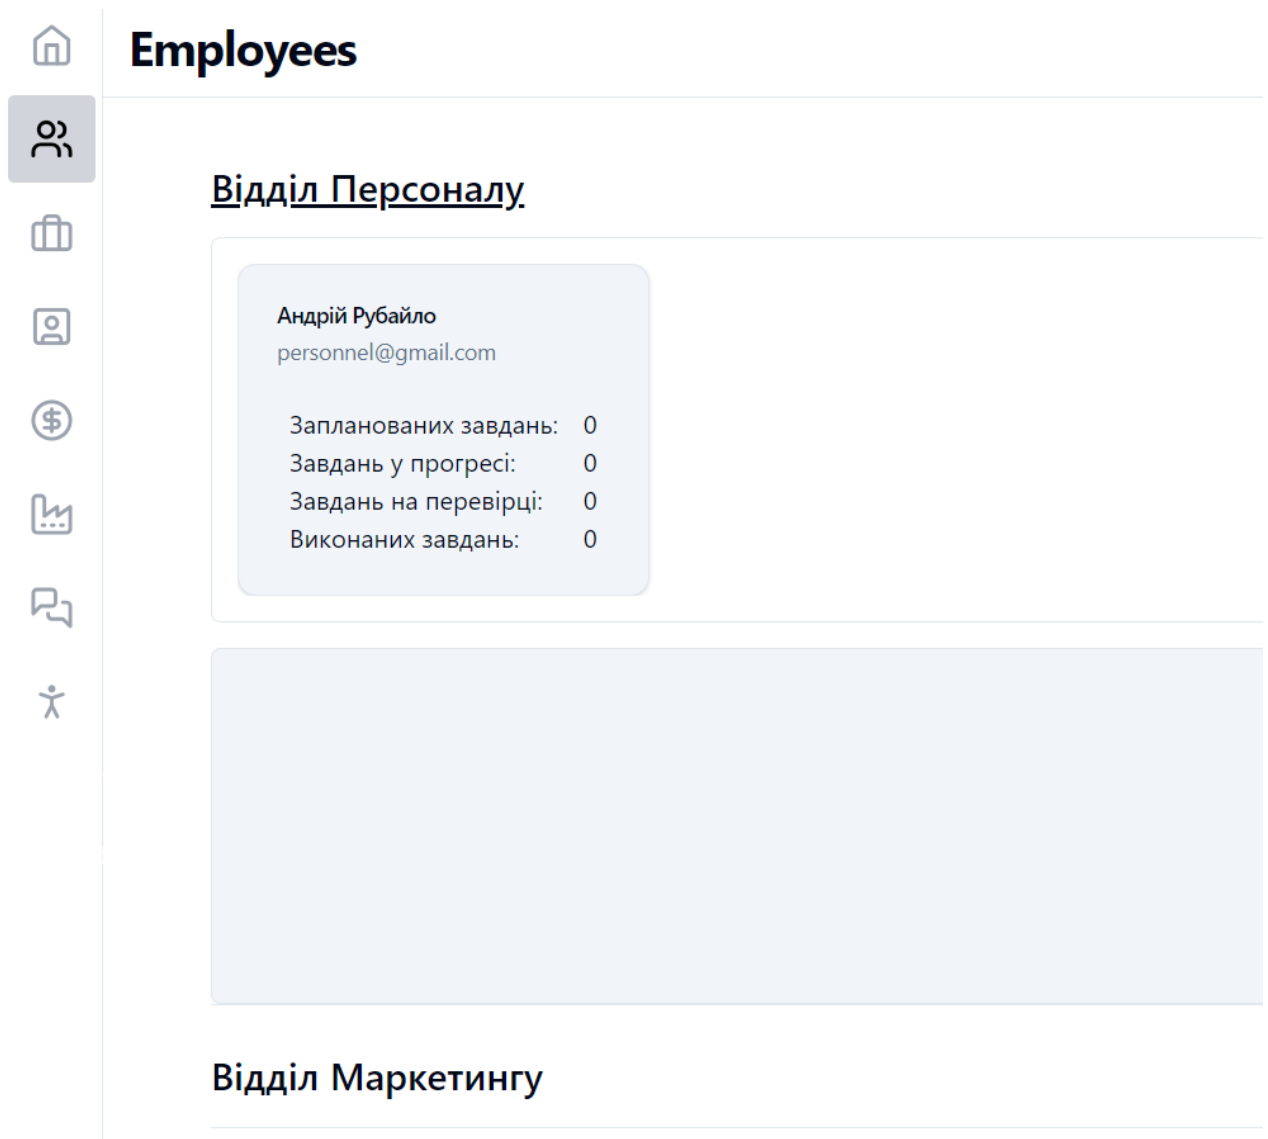 Employees
Відділ Персоналу
Андрій Рубайло
personnel@gmail.com
Запланованих завдань: 0
Завдань у прогресі: 0
Завдань на перевірці: 0
Виконаних завдань: 0
Відділ Маркетингу